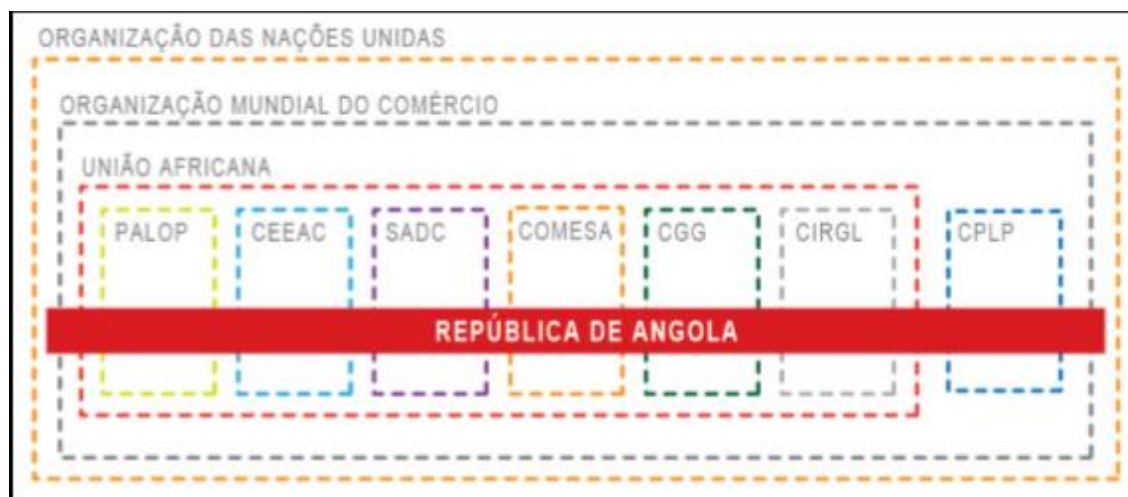 ORGANIZAÇÃO DAS NAÇÕES UNIDAS
ORGANIZAÇÃO MUNDIAL DO COMÉRCIO
UNIÃO AFRICANA
PALOP CEEAC SADC COMESA CGG CIRGL CPLP
REPÚBLICA DE ANGOLA